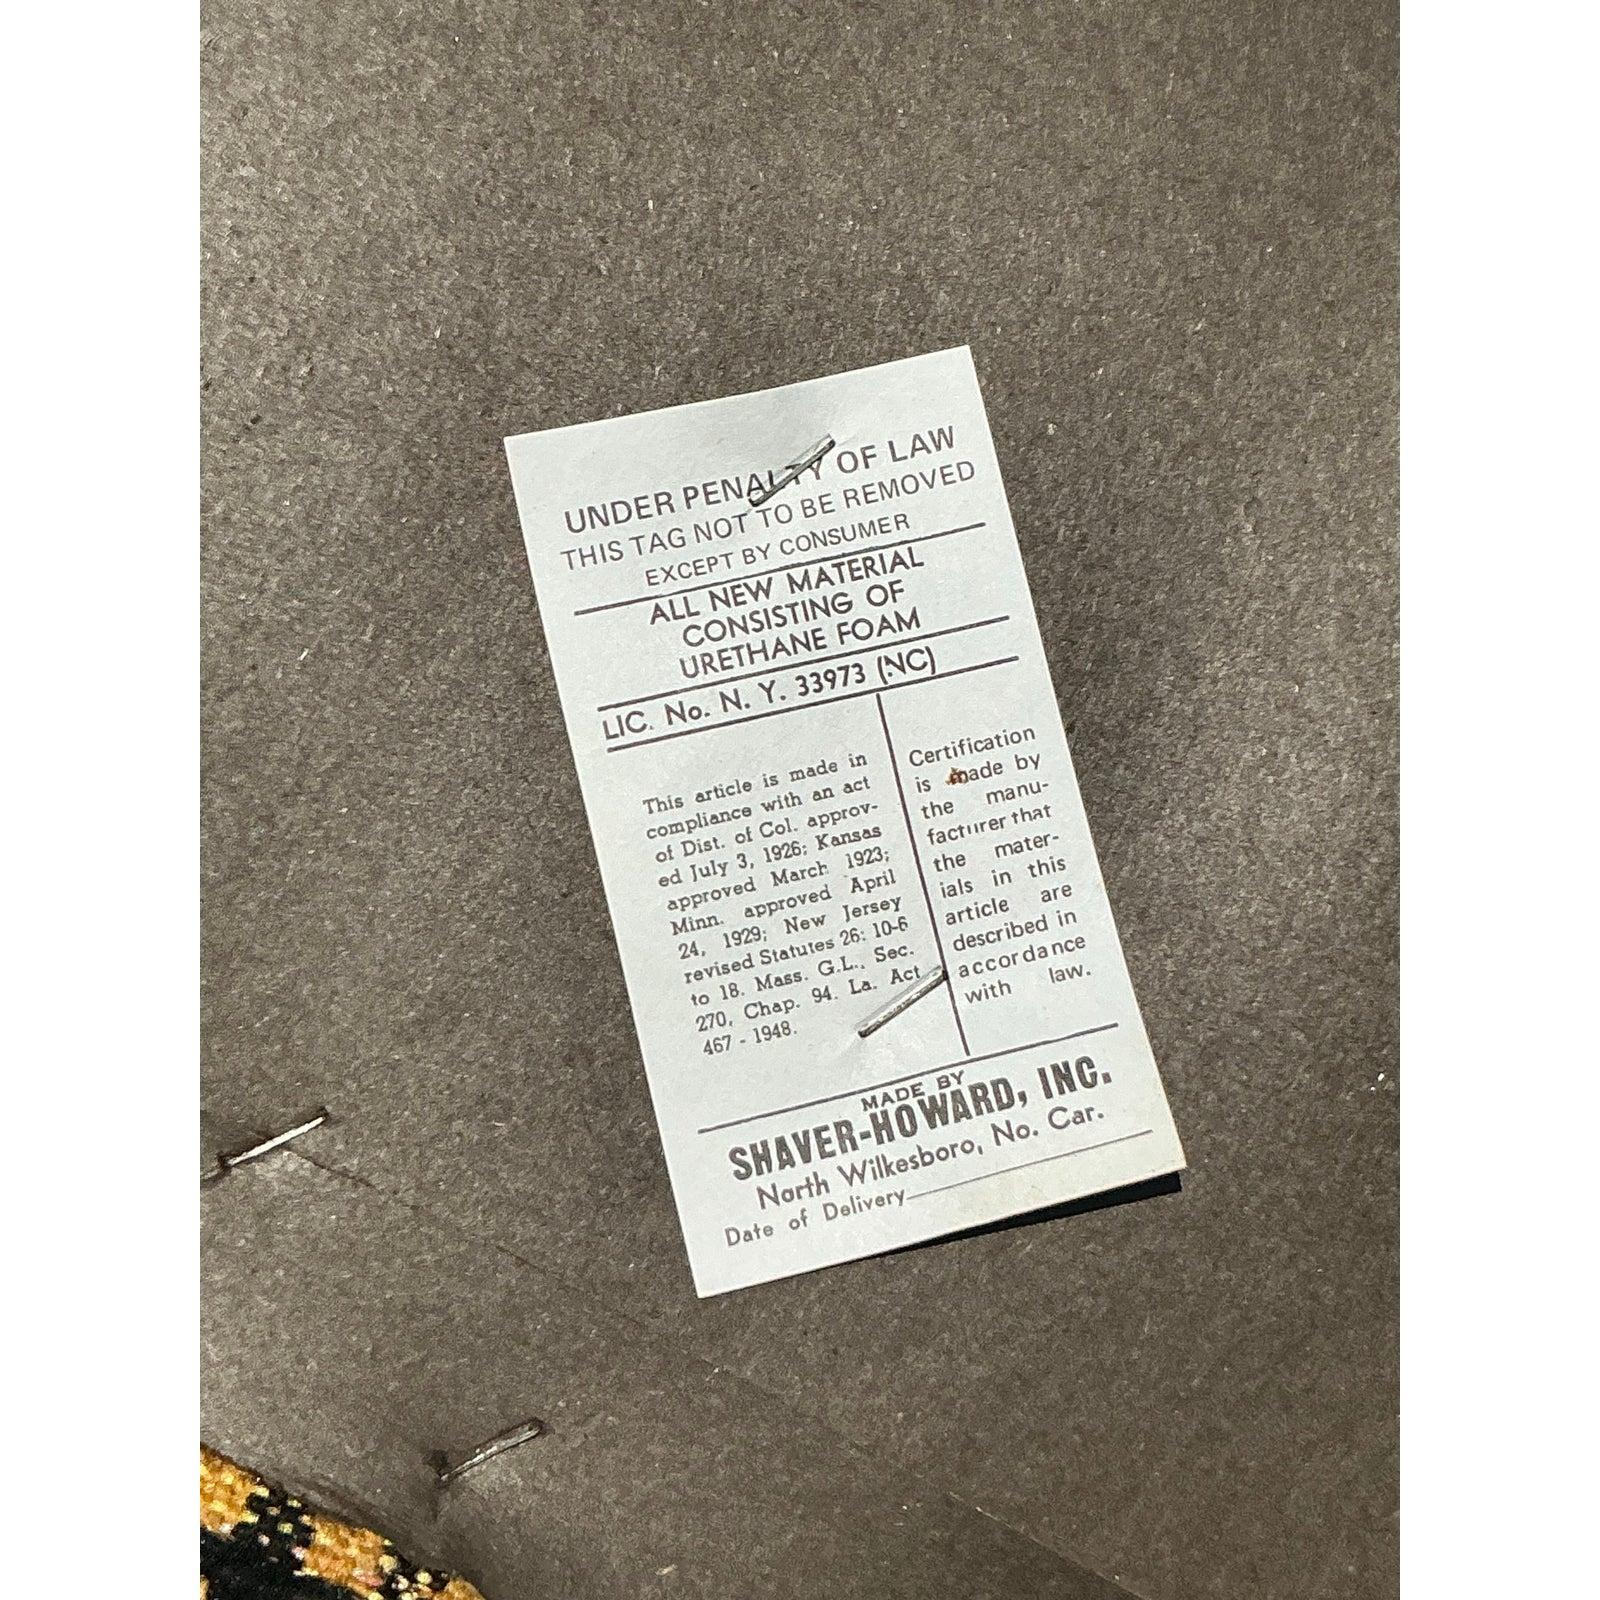 UNDER PENALTY OF LAW
THIS TAG NOT TO BE REMOVED
EXCEPT BY CONSUMER
ALL NEW MATERIAL
CONSISTING OF
URETHANE FOAM
LIC. No. N. Y. 33973 (NC)
This article is made in
compliance with an act
of Dist. of Col. approv-
ed July 3, 1926; Kansas
approved March 1923;
Minn. approved April
24, 1929; New Jersey
revised Statutes 26: 10-6
to 18. Mass. G.L., Sec.
270, Chap. 94. La. Act
467 - 1948.
Certification
is made by
the manu-
facturer that
the mater-
ials in this
article are
described in
accordance
with law.
MADE BY
SHAVER-HOWARD, INC.
North Wilkesboro, No. Car.
Date of Delivery